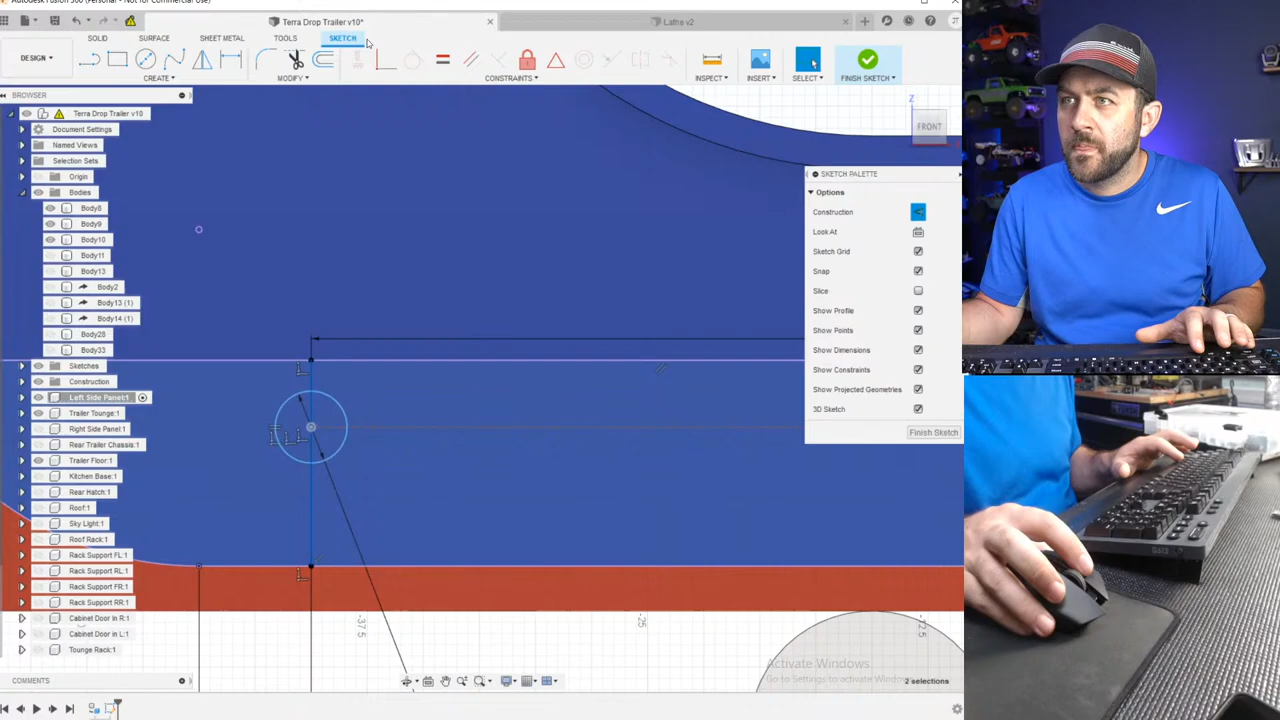 Autodesk Fusion 360 (Personal - Not for Commercial Use)
Terra Drop Trailer v10*
Lathe v2
SOLID SURFACE SHEET METAL TOOLS SKETCH
DESIGN
CREATE MODIFY CONSTRAINTS INSPECT INSERT SELECT FINISH SKETCH
BROWSER
Terra Drop Trailer v10
Document Settings
Named Views
Selection Sets
Origin
Bodies
Body8
Body9
Body10
Body11
Body13
Body2
Body13 (1)
Body14 (1)
Body28
Body33
Sketches
Construction
Left Side Panel:1
Trailer Tounge:1
Right Side Panel:1
Rear Trailer Chassis:1
Trailer Floor:1
Kitchen Base:1
Rear Hatch:1
Roof:1
Sky Light:1
Roof Rack:1
Rack Support FL:1
Rack Support RL:1
Rack Support FR:1
Rack Support RR:1
Cabinet Door In R:1
Cabinet Door in L:1
Tounge Rack:1
COMMENTS
Z
FRONT
SKETCH PALETTE
Options
Construction
Look At
Sketch Grid
Snap
Slice
Show Profile
Show Points
Show Dimensions
Show Constraints
Show Projected Geometries
3D Sketch
Finish Sketch
-37.5
-25
Activate Windows
Go to Settings to activate Windows
2 selections
JT
G613